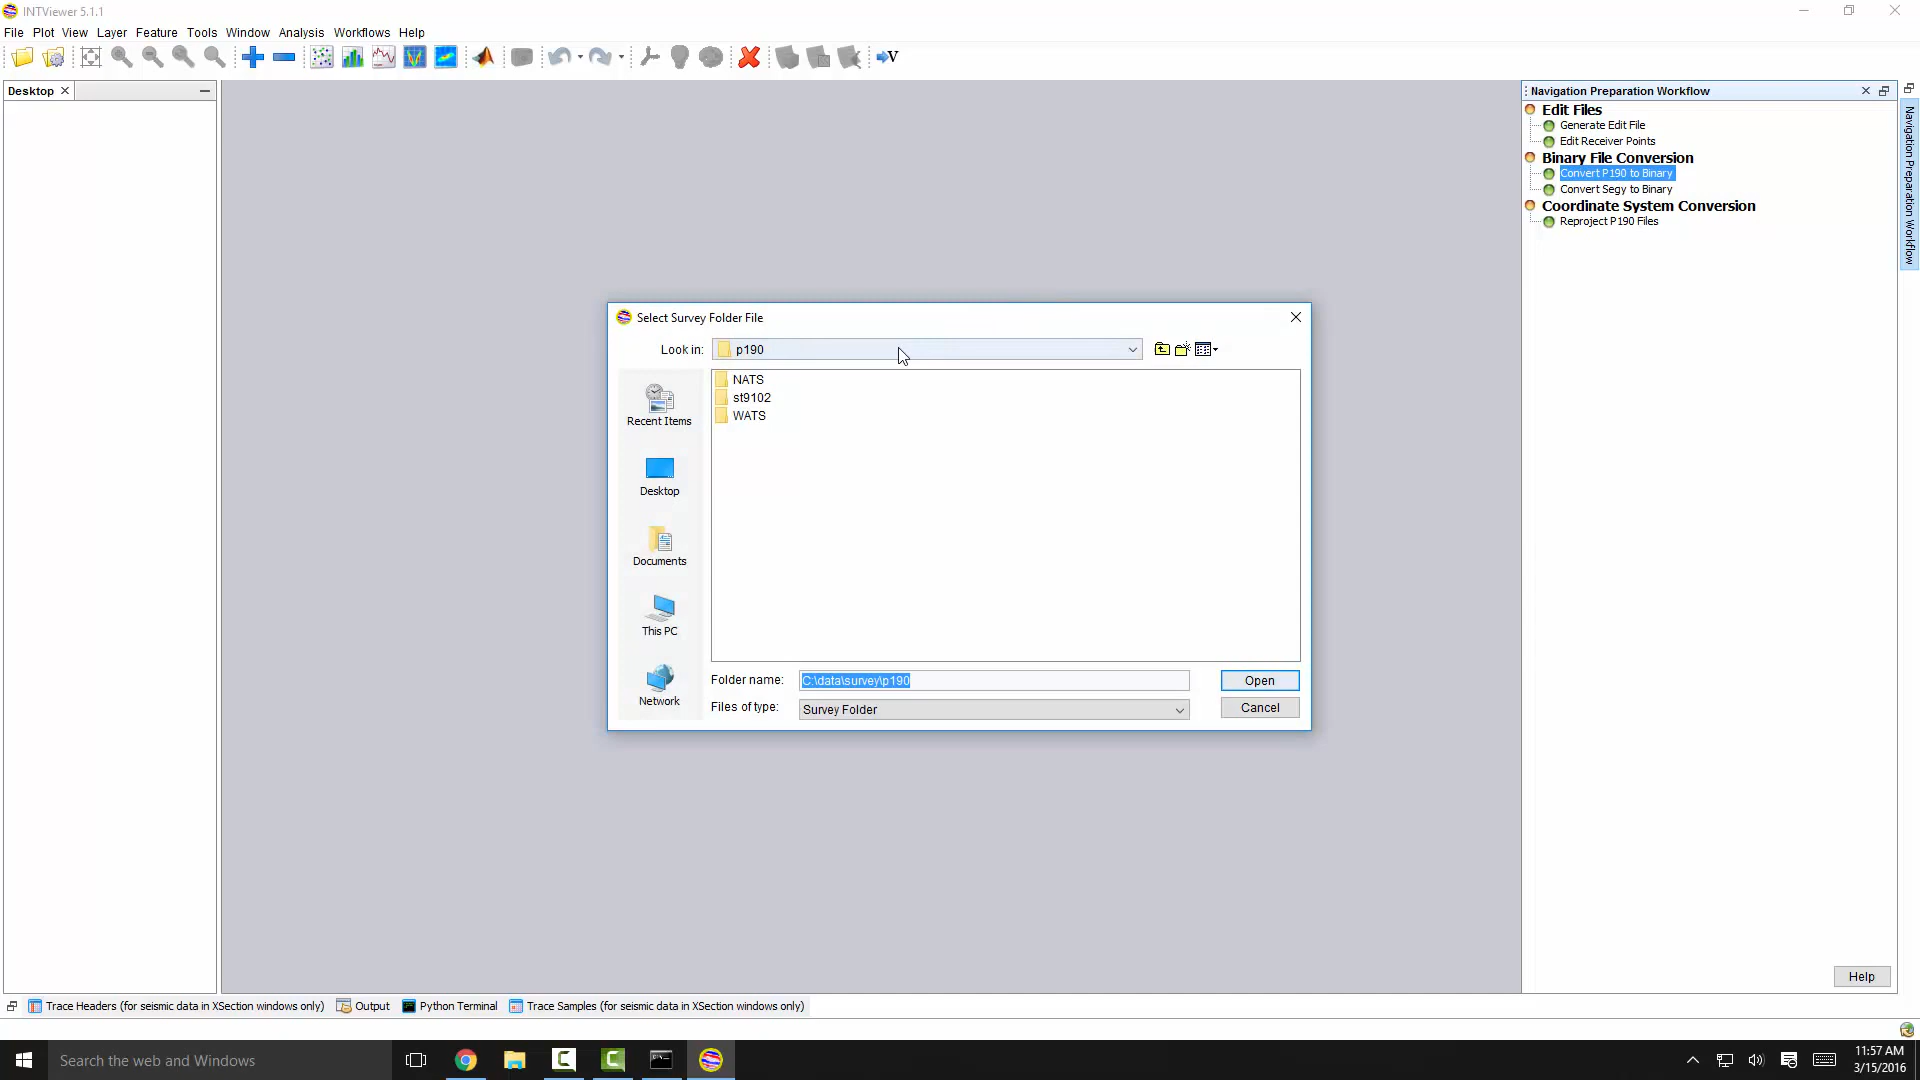 INTViewer 5.1.1
File Plot View Layer Feature Tools Window Analysis Workflows Help
V
Desktop
Navigation Preparation Workflow
Edit Files
Generate Edit File
Edit Receiver Points
Binary File Conversion
Convert P190 to Binary
Convert Segy to Binary
Coordinate System Conversion
Reproject P190 Files
Navigation Preparation Workflow
Select Survey Folder File
Look in: p190
NATS
st9102
WATS
Recent Items
Desktop
Documents
This PC
Network
Folder name: C:\data\survey\p190 Open
Files of type: Survey Folder Cancel
Help
Trace Headers (for seismic data in XSection windows only) Output Python Terminal Trace Samples (for seismic data in XSection windows only)
Search the web and Windows
11:57 AM
3/15/2016